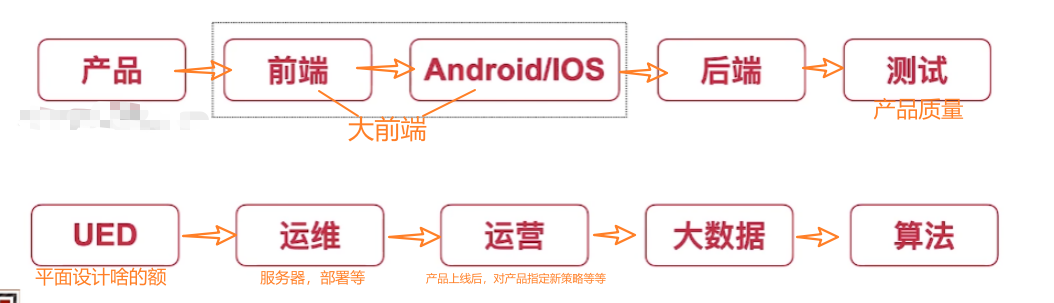 产品
前端
Android/IOS
后端
测试
产品质量
大前端
UED
运维
运营
大数据
算法
平面设计啥的额
服务器，部署等
产品上线后，对产品指定新策略等等